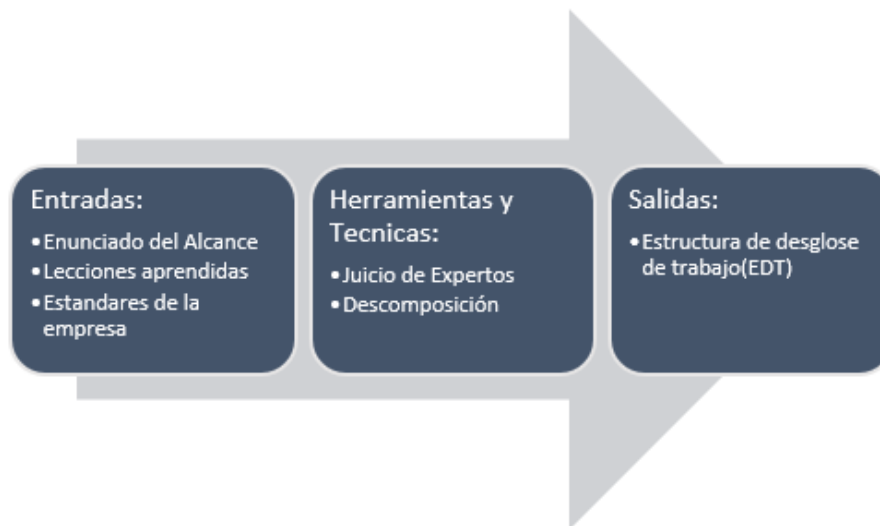 Entradas:
•Enunciado del Alcance
•Lecciones aprendidas
•Estandares de la
empresa
Herramientas y
Tecnicas:
•Juicio de Expertos
•Descomposición
Salidas:
•Estructura de desglose
de trabajo(EDT)